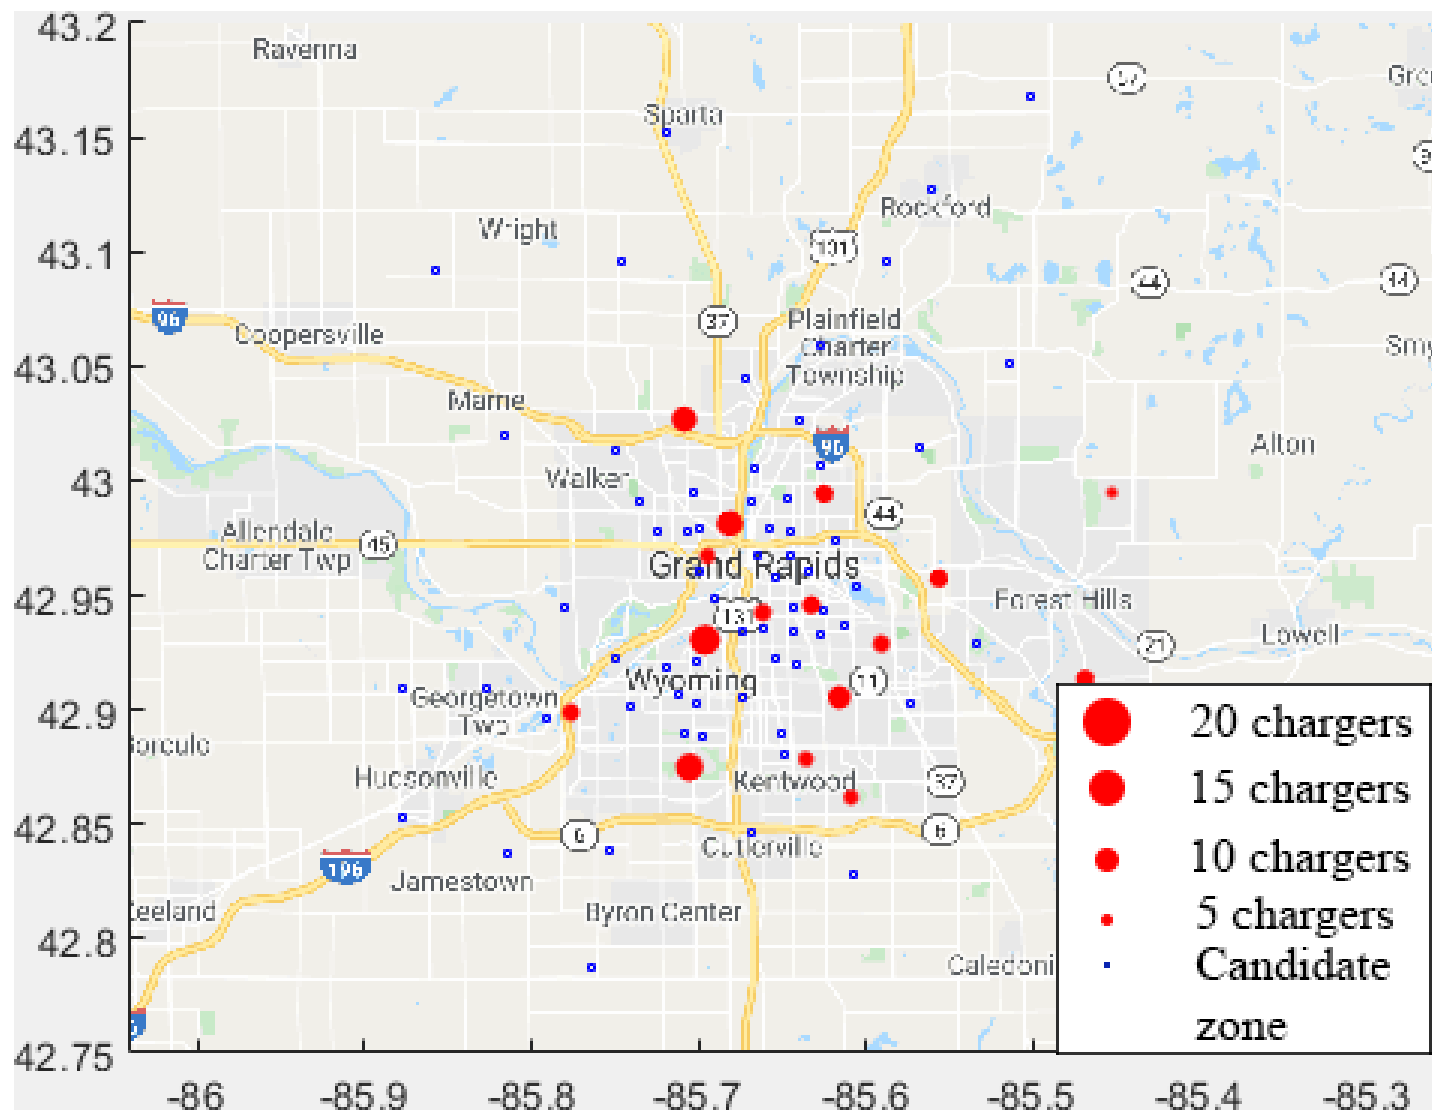 43.2
Ravenna
57
Sparta
43.15
9
Rockford
Wright
43.1
131
44
44
96
37
Plainfield
Charter
Township
Coopersville
43.05
Marne
96
Alton
43
Walker
44
Allendale
Charter Twp
45
Grand Rapids
42.95
Forest Hills
131
21
Lowell
Wyoming
11
Georgetown
Twp
42.9
Hudsonville
Kentwood
37
42.85
6
6
Cutlerville
196
Jamestown
Byron Center
42.8
Caledoni
42.75
20 chargers
15 chargers
10 chargers
5 chargers
Candidate
zone
-86
-85.9
-85.8
-85.7
-85.6
-85.5
-85.4
-85.3